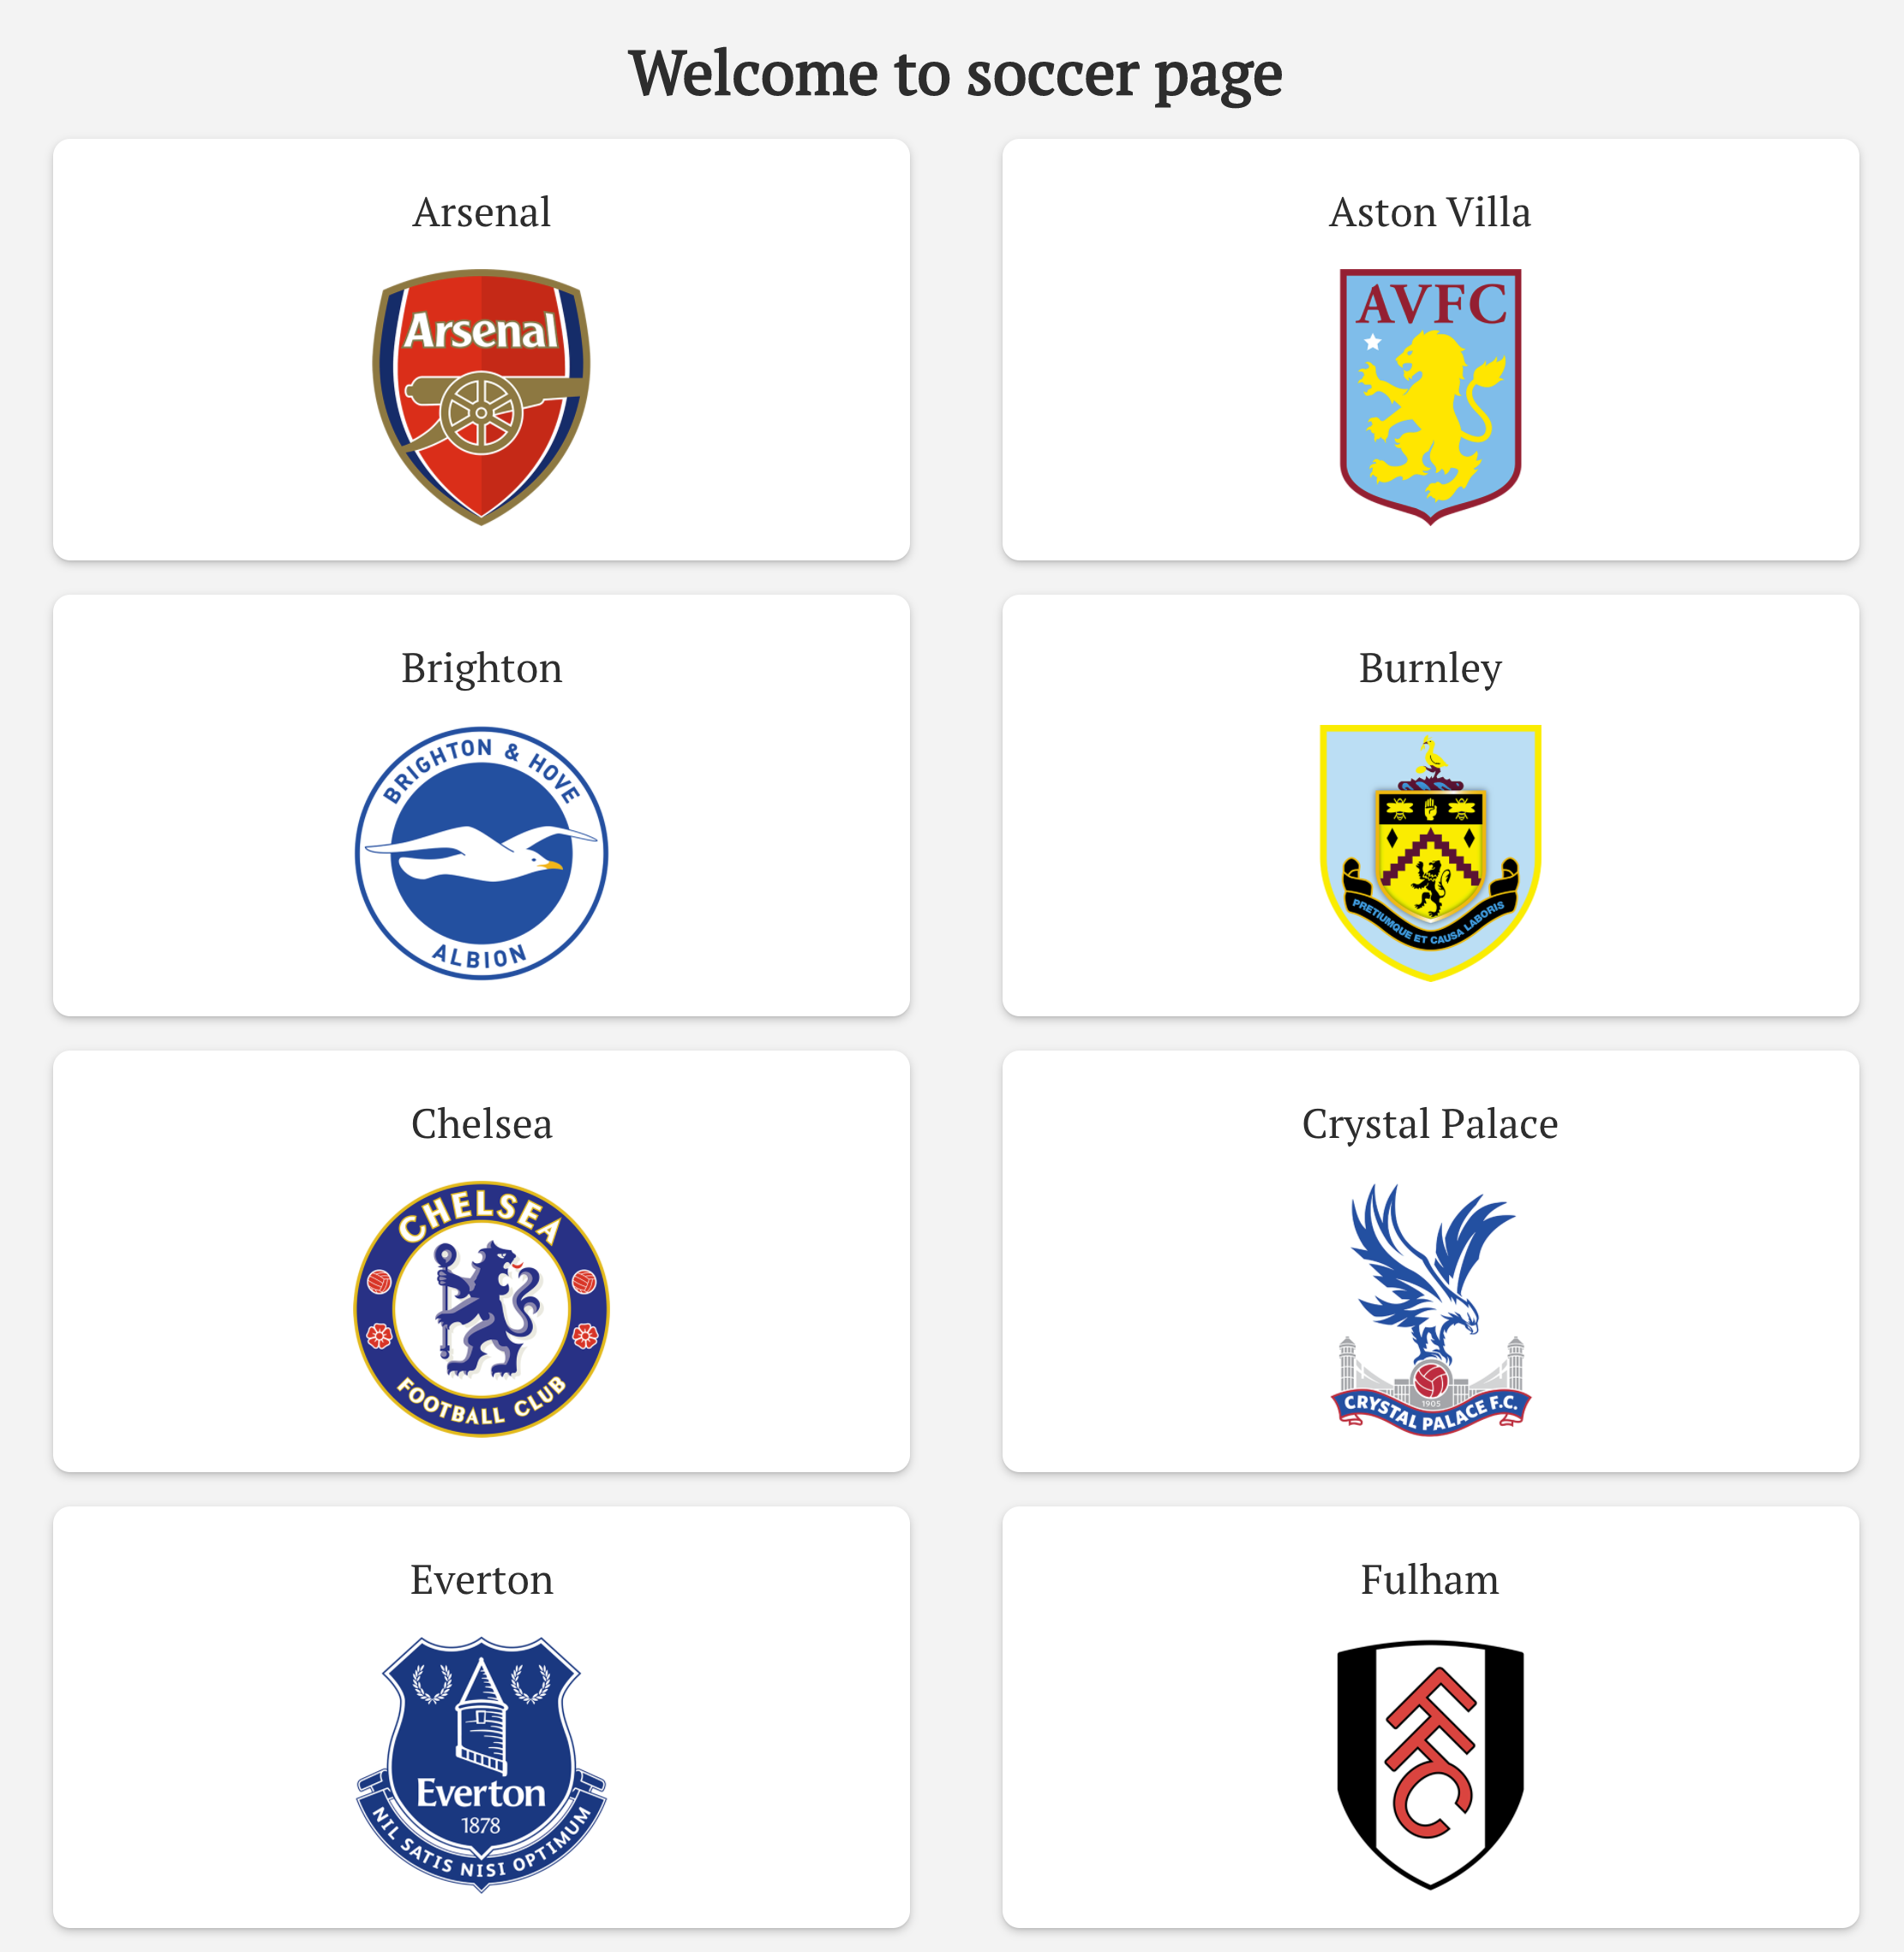 Welcome to soccer page
Arsenal
Aston Villa
Arsenal
AVFC
Brighton
Burnley
BRIGHTON & HOVE
ALBION
PRETIUMQUE ET CAUSA LABORIS
Chelsea
Crystal Palace
CHELSEA
FOOTBALL CLUB
1905
CRYSTAL PALACE F.C.
Everton
Fulham
Everton
1878
NIL SATIS NISI OPTIMUM
FFC